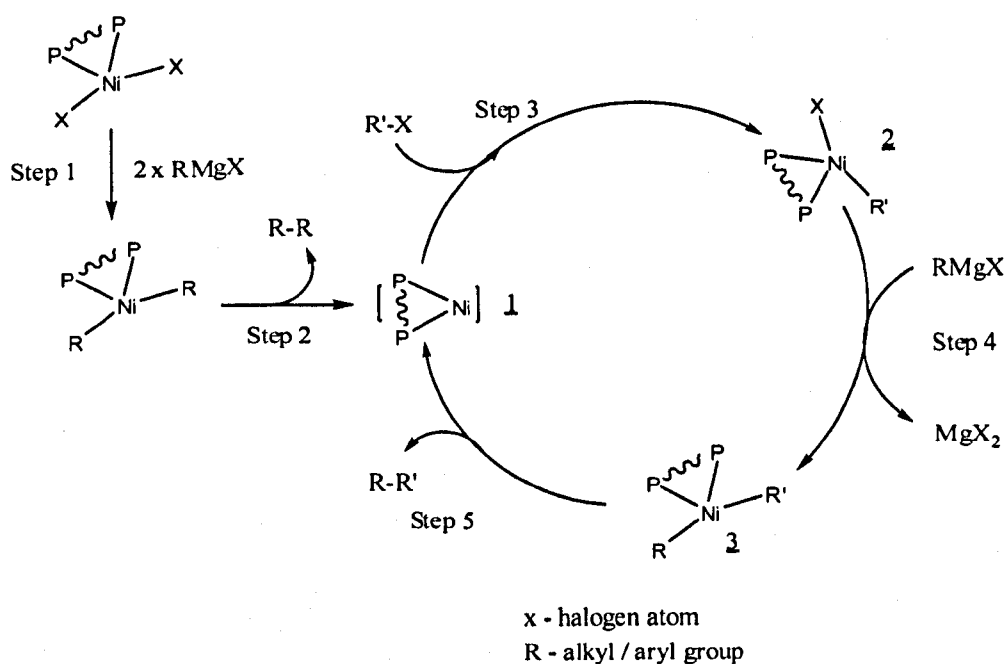 P P
Ni X
X
Step 1
2 x RMgX
P P
Ni R
R
R-R
Step 2
[ P Ni ] 1
P
R'-X
Step 3
X 2
P Ni
P R'
RMgX
Step 4
MgX2
P P
Ni R'
R 3
R-R'
Step 5
x - halogen atom
R - alkyl / aryl group